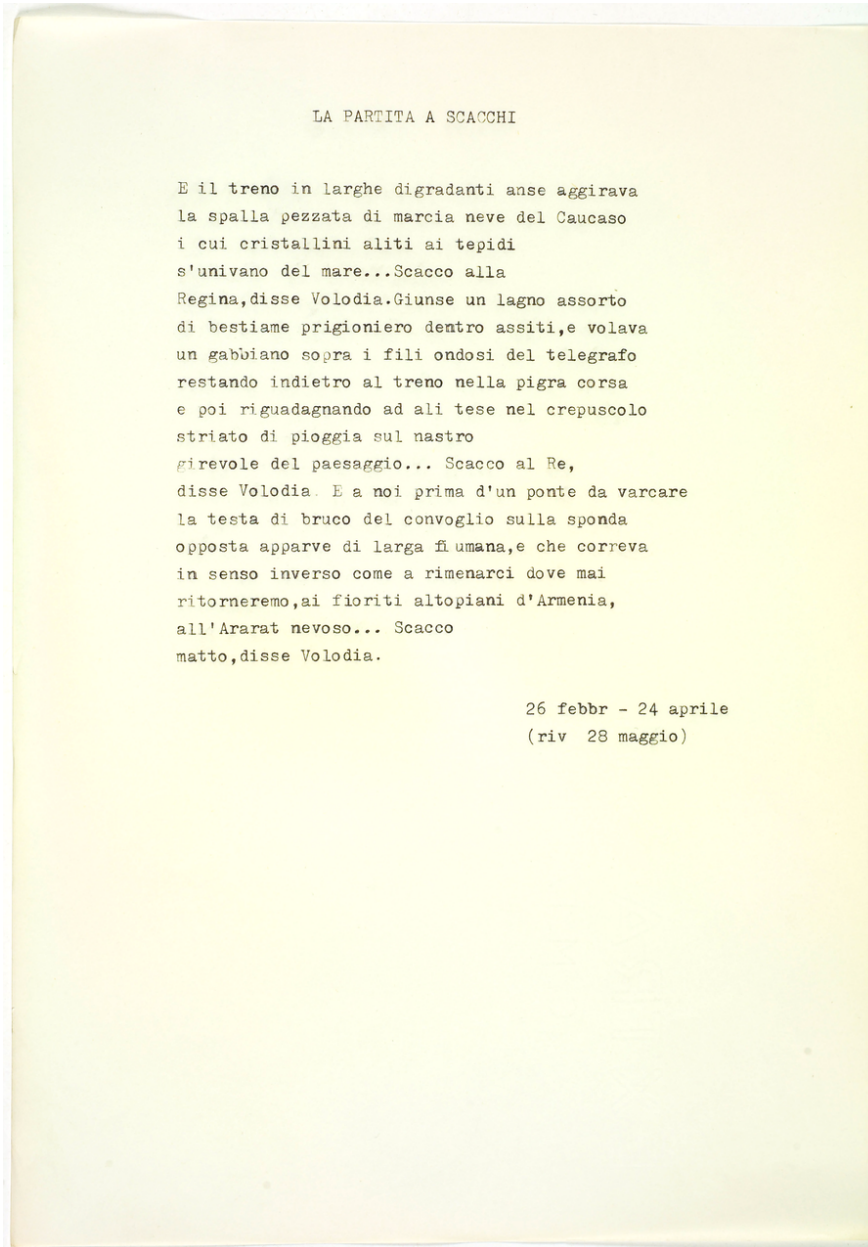 LA PARTITA A SCACCHI
E il treno in larghe digradanti anse aggirava
la spalla pezzata di marcia neve del Caucaso
i cui cristallini aliti ai tepidi
s'univano del mare...Scacco alla
Regina,disse Volodia.Giunse un lagno assorto
di bestiame prigioniero dentro assiti,e volava
un gabbiano sopra i fili ondosi del telegrafo
restando indietro al treno nella pigra corsa
e poi riguadagnando ad ali tese nel crepuscolo
striato di pioggia sul nastro
girevole del paesaggio... Scacco al Re,
disse Volodia. E a noi prima d'un ponte da varcare
la testa di bruco del convoglio sulla sponda
opposta apparve di larga fiumana,e che correva
in senso inverso come a rimenarci dove mai
ritorneremo,ai fioriti altopiani d'Armenia,
all'Ararat nevoso... Scacco
matto,disse Volodia.
26 febbr - 24 aprile
(riv 28 maggio)